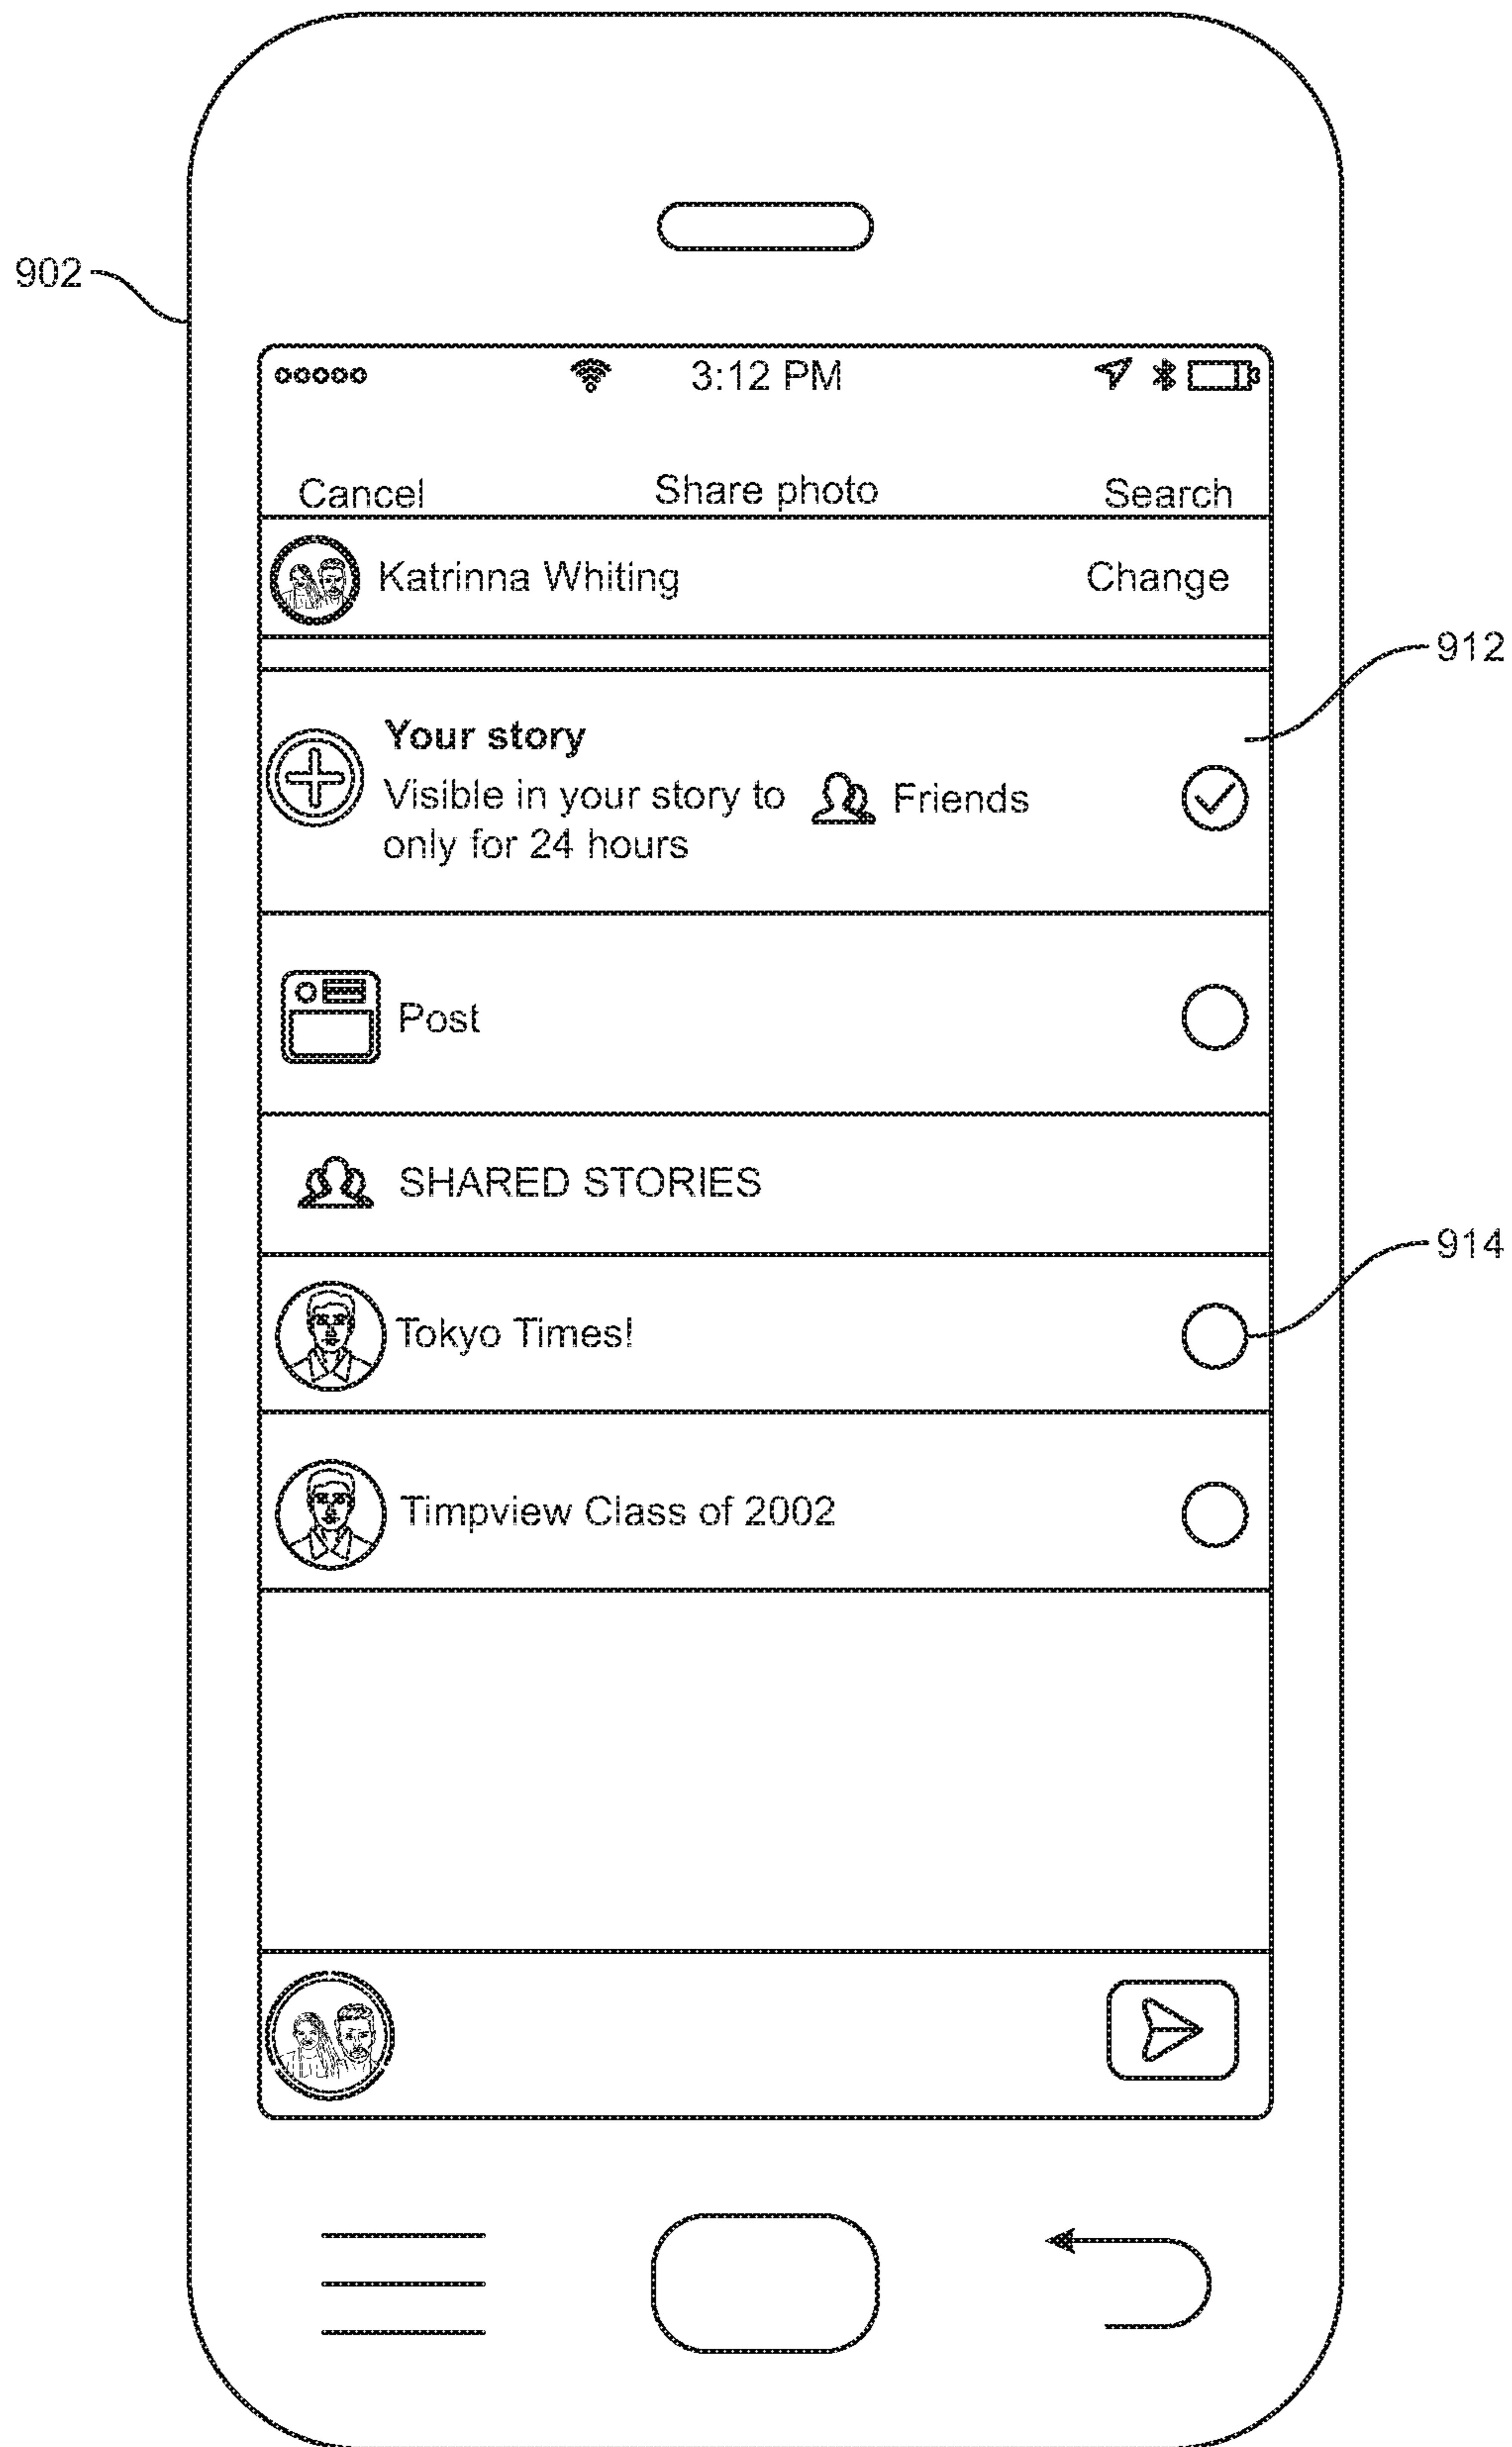 902
3:12 PM
Cancel Share photo Search
Katrinna Whiting Change
912
Your story
Visible in your story to Friends
only for 24 hours
Post
SHARED STORIES
914
Tokyo Times!
Timpview Class of 2002